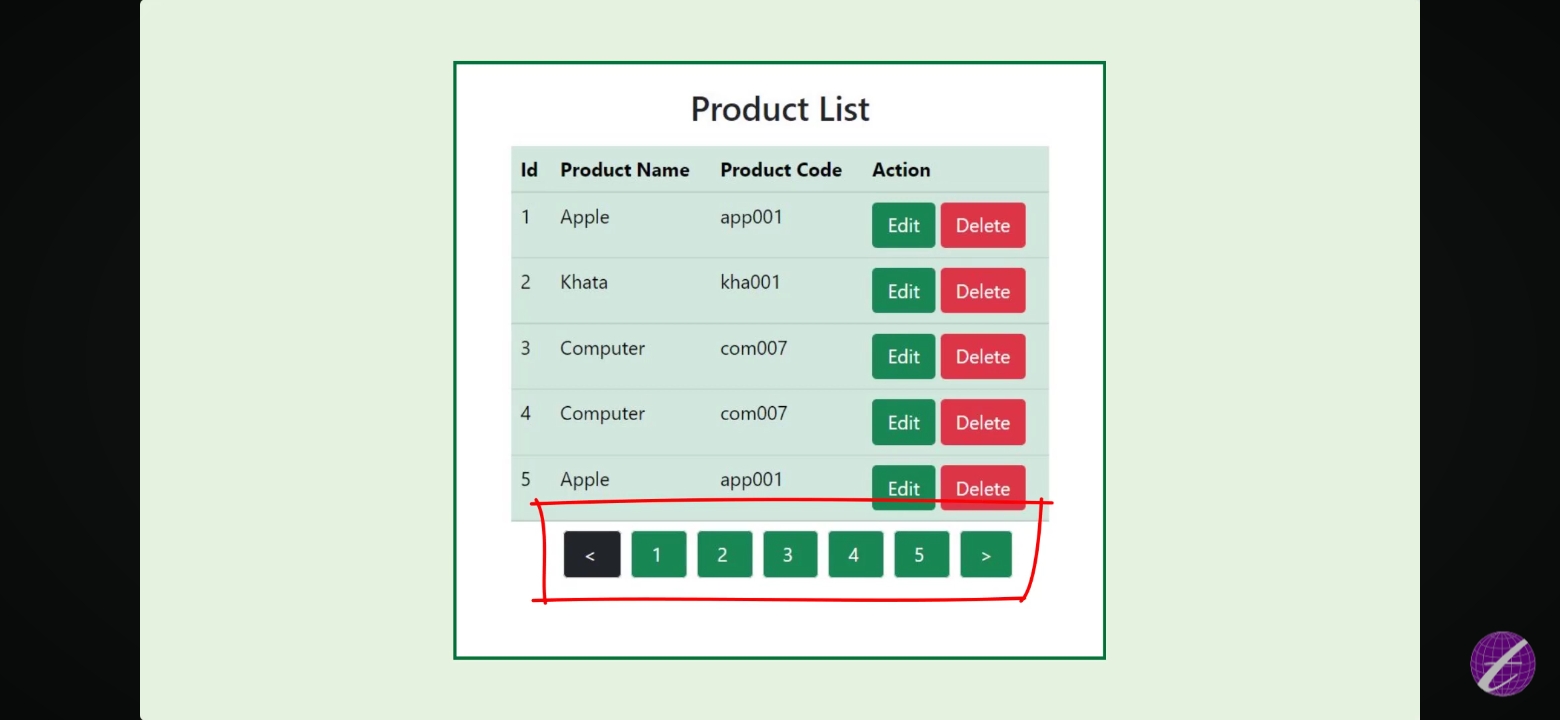 Product List
Id Product Name Product Code Action
1 Apple app001 Edit Delete
2 Khata kha001 Edit Delete
3 Computer com007 Edit Delete
4 Computer com007 Edit Delete
5 Apple app001 Edit Delete
< 1 2 3 4 5 >
t